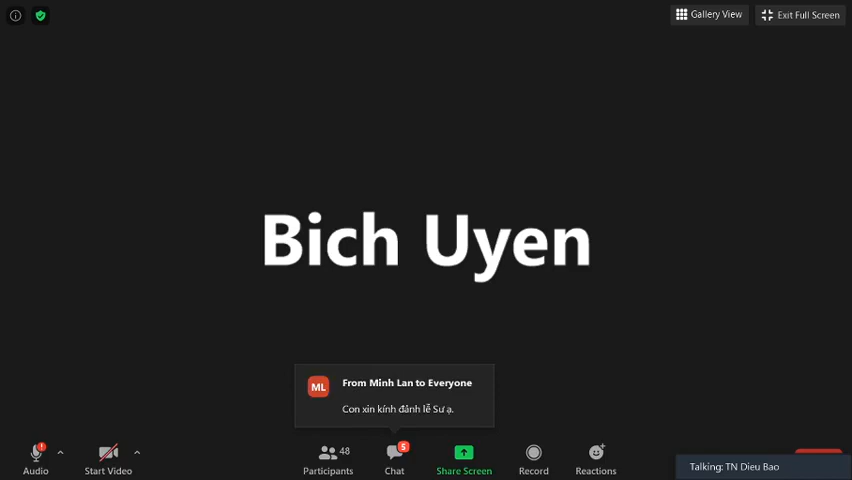 Gallery View
Exit Full Screen
Bich Uyen
ML
From Minh Lan to Everyone
Con xin kính đảnh lễ Sư ạ.
48
5
Audio
Start Video
Participants
Chat
Share Screen
Record
Reactions
Talking: TN Dieu Bao